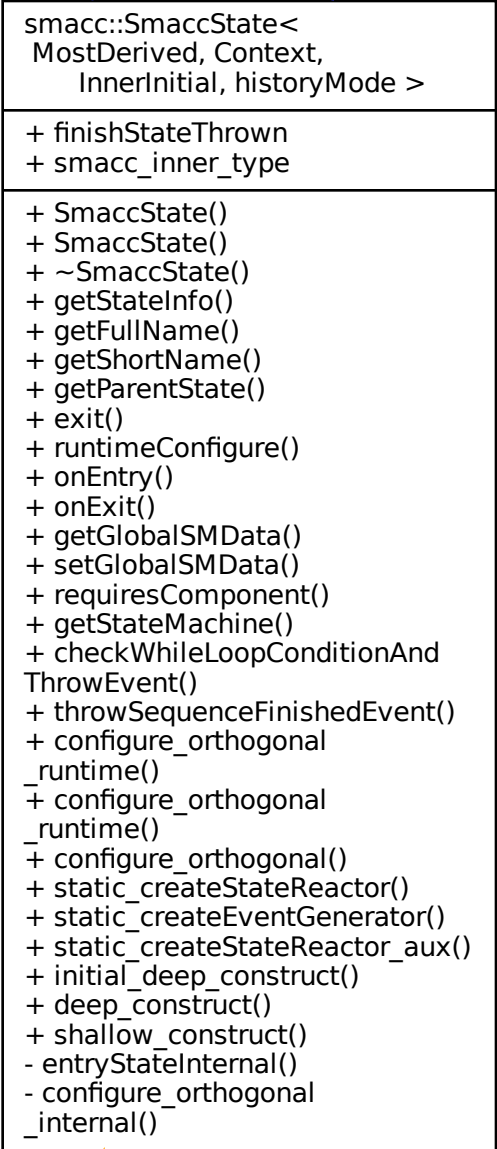 smacc::SmaccState<
MostDerived, Context,
InnerInitial, historyMode >
+ finishStateThrown
+ smacc_inner_type
+ SmaccState()
+ SmaccState()
+ ~SmaccState()
+ getStateInfo()
+ getFullName()
+ getShortName()
+ getParentState()
+ exit()
+ runtimeConfigure()
+ onEntry()
+ onExit()
+ getGlobalSMData()
+ setGlobalSMData()
+ requiresComponent()
+ getStateMachine()
+ checkWhileLoopConditionAnd
ThrowEvent()
+ throwSequenceFinishedEvent()
+ configure_orthogonal
_runtime()
+ configure_orthogonal
_runtime()
+ configure_orthogonal()
+ static_createStateReactor()
+ static_createEventGenerator()
+ static_createStateReactor_aux()
+ initial_deep_construct()
+ deep_construct()
+ shallow_construct()
- entryStateInternal()
- configure_orthogonal
_internal()